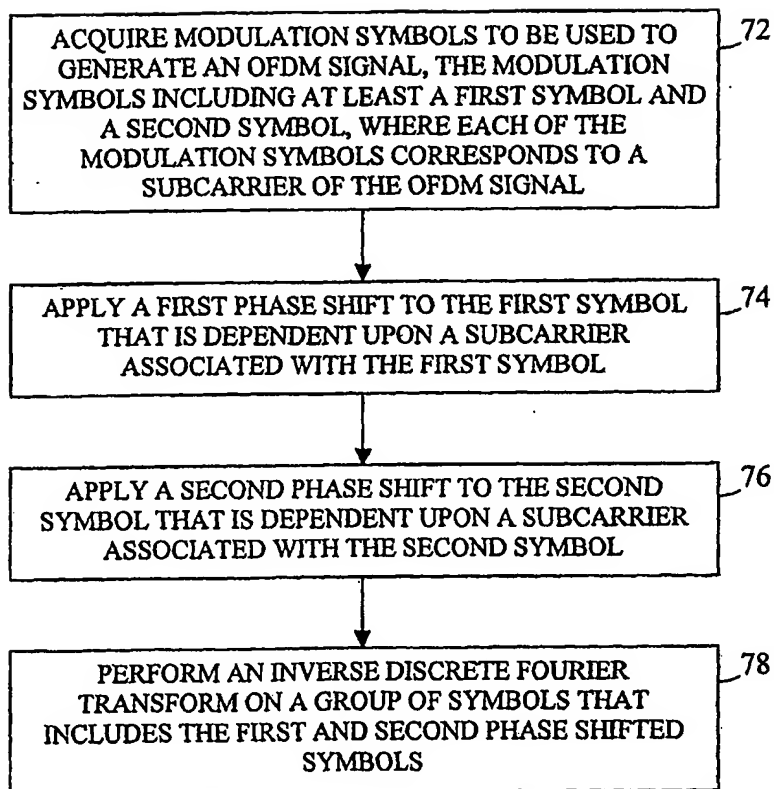 ACQUIRE MODULATION SYMBOLS TO BE USED TO
GENERATE AN OFDM SIGNAL, THE MODULATION
SYMBOLS INCLUDING AT LEAST A FIRST SYMBOL AND
A SECOND SYMBOL, WHERE EACH OF THE
MODULATION SYMBOLS CORRESPONDS TO A
SUBCARRIER OF THE OFDM SIGNAL
72
APPLY A FIRST PHASE SHIFT TO THE FIRST SYMBOL
THAT IS DEPENDENT UPON A SUBCARRIER
ASSOCIATED WITH THE FIRST SYMBOL
74
APPLY A SECOND PHASE SHIFT TO THE SECOND
SYMBOL THAT IS DEPENDENT UPON A SUBCARRIER
ASSOCIATED WITH THE SECOND SYMBOL
76
PERFORM AN INVERSE DISCRETE FOURIER
TRANSFORM ON A GROUP OF SYMBOLS THAT
INCLUDES THE FIRST AND SECOND PHASE SHIFTED
SYMBOLS
78